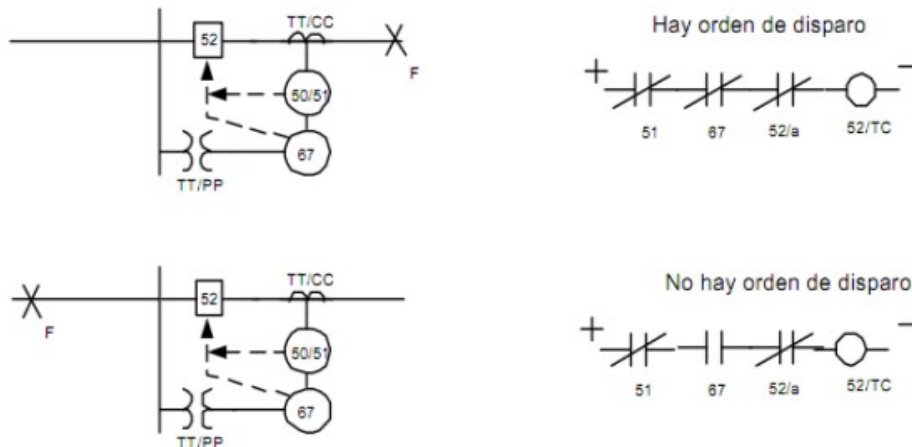 TT/CC
52
F
50/51
67
TT/PP
Hay orden de disparo
+ −
51 67 52/a 52/TC
TT/CC
52
F
50/51
67
TT/PP
No hay orden de disparo
+ −
51 67 52/a 52/TC